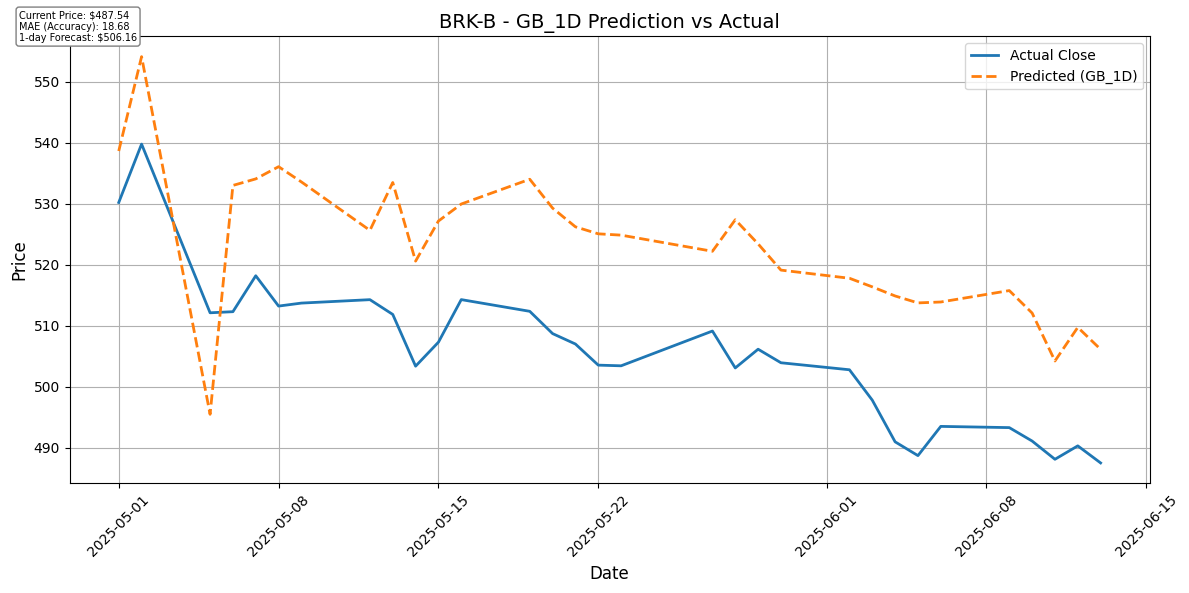 Current Price: $487.54
MAE (Accuracy): 18.68
1-day Forecast: $506.16
BRK-B - GB_1D Prediction vs Actual
Actual Close
Predicted (GB_1D)
Price
550
540
530
520
510
500
490
2025-05-01
2025-05-08
2025-05-15
2025-05-22
2025-06-01
2025-06-08
2025-06-15
Date